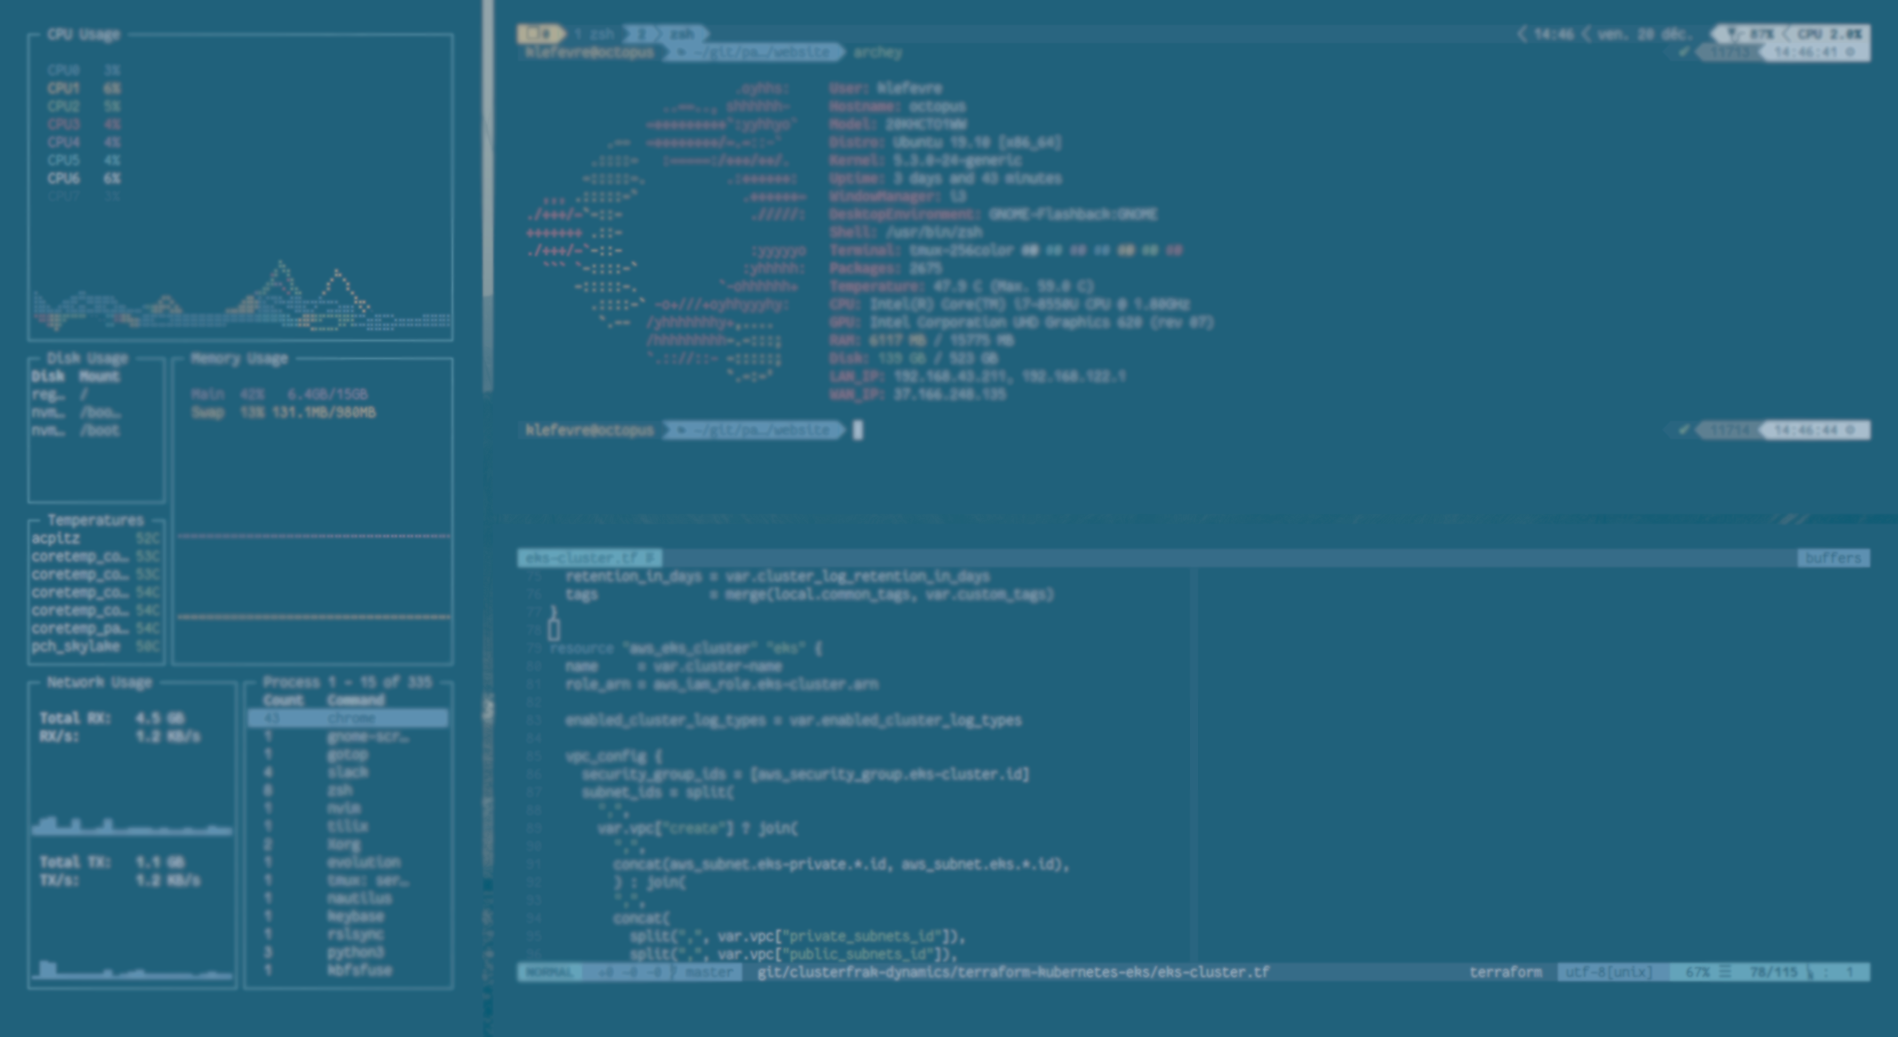 CPU Usage
CPU0 3%
CPU1 6%
CPU2 5%
CPU3 4%
CPU4 4%
CPU5 4%
CPU6 6%
CPU7 3%
Disk Usage
Disk Mount
reg… /
nvm… /boo…
nvm… /boot
Memory Usage
Main 42% 6.4GB/15GB
Swap 13% 131.1MB/980MB
Temperatures
acpitz 52C
coretemp_co… 53C
coretemp_co… 53C
coretemp_co… 54C
coretemp_co… 54C
coretemp_pa… 54C
pch_skylake 50C
Network Usage
Total RX: 4.5 GB
RX/s: 1.2 KB/s
Total TX: 1.1 GB
TX/s: 1.2 KB/s
Process 1 - 15 of 335
Count Command
43 chrome
1 gnome-scr…
1 gotop
4 slack
8 zsh
1 nvim
1 tilix
2 Xorg
1 evolution
1 tmux: ser…
1 nautilus
1 keybase
1 rslsync
3 python3
1 kbfsfuse
1 zsh 2 zsh 14:46 ven. 20 déc. 87% CPU 2.0%
klefevre@octopus ~/git/pa…/website archey 11713 14:46:41
User: klefevre
Hostname: octopus
Model: 20KHCTO1WW
Distro: Ubuntu 19.10 [x86_64]
Kernel: 5.3.0-24-generic
Uptime: 3 days and 43 minutes
WindowManager: i3
DesktopEnvironment: GNOME-Flashback:GNOME
Shell: /usr/bin/zsh
Terminal: tmux-256color
Packages: 2675
Temperature: 47.9 C (Max. 59.0 C)
CPU: Intel(R) Core(TM) i7-8550U CPU @ 1.80GHz
GPU: Intel Corporation UHD Graphics 620 (rev 07)
RAM: 6117 MB / 15775 MB
Disk: 139 GB / 523 GB
LAN_IP: 192.168.43.211, 192.168.122.1
WAN_IP: 37.166.248.135
klefevre@octopus ~/git/pa…/website 11714 14:46:44
eks-cluster.tf # buffers
retention_in_days = var.cluster_log_retention_in_days
tags = merge(local.common_tags, var.custom_tags)
}
resource "aws_eks_cluster" "eks" {
name = var.cluster-name
role_arn = aws_iam_role.eks-cluster.arn
enabled_cluster_log_types = var.enabled_cluster_log_types
vpc_config {
security_group_ids = [aws_security_group.eks-cluster.id]
subnet_ids = split(
",",
var.vpc["create"] ? join(
",",
concat(aws_subnet.eks-private.*.id, aws_subnet.eks.*.id),
) : join(
",",
concat(
split(",", var.vpc["private_subnets_id"]),
split(",", var.vpc["public_subnets_id"]),
NORMAL +0 ~0 -0 master git/clusterfrak-dynamics/terraform-kubernetes-eks/eks-cluster.tf terraform utf-8[unix] 67% 78/115 : 1